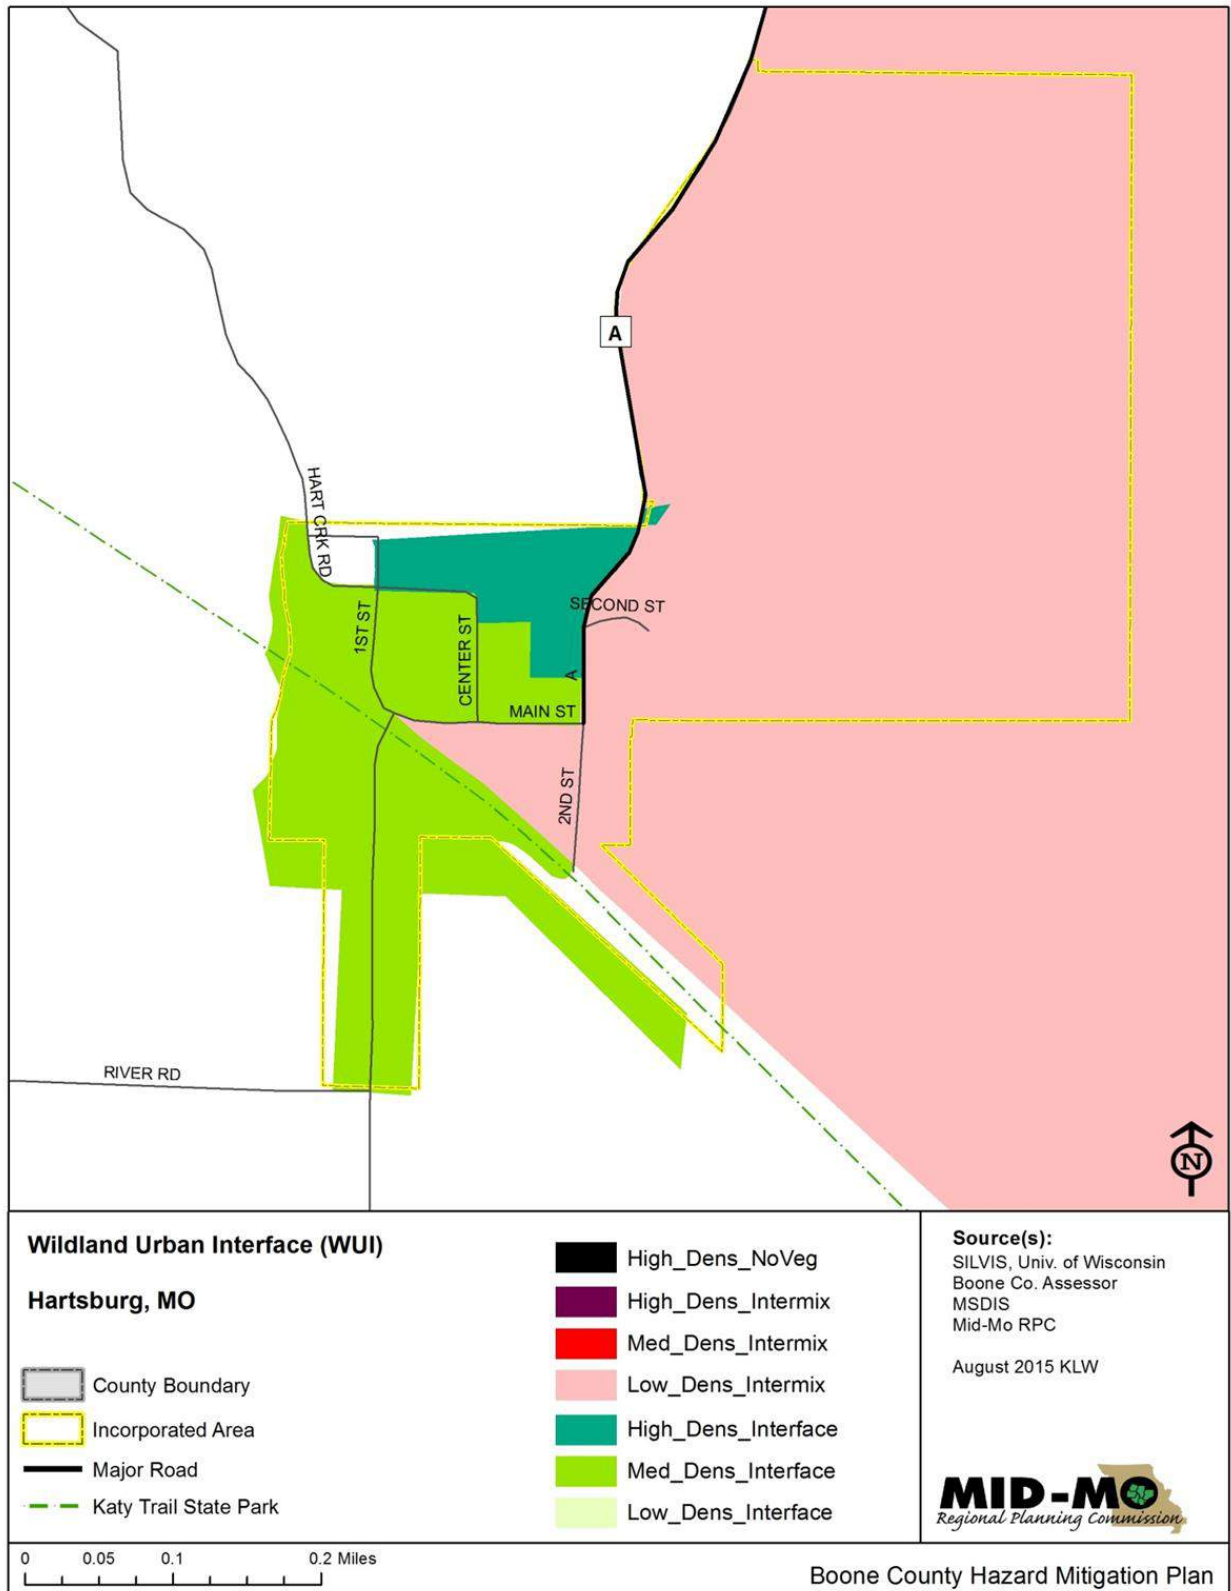 A
HART CRK RD
SECOND ST
1ST ST
CENTER ST
A
MAIN ST
2ND ST
RIVER RD
N
Wildland Urban Interface (WUI)
Hartsburg, MO
County Boundary
Incorporated Area
Major Road
Katy Trail State Park
High_Dens_NoVeg
High_Dens_Intermix
Med_Dens_Intermix
Low_Dens_Intermix
High_Dens_Interface
Med_Dens_Interface
Low_Dens_Interface
Source(s):
SILVIS, Univ. of Wisconsin
Boone Co. Assessor
MSDIS
Mid-Mo RPC
August 2015 KLW
MID-MO
Regional Planning Commission
0 0.05 0.1 0.2 Miles
Boone County Hazard Mitigation Plan